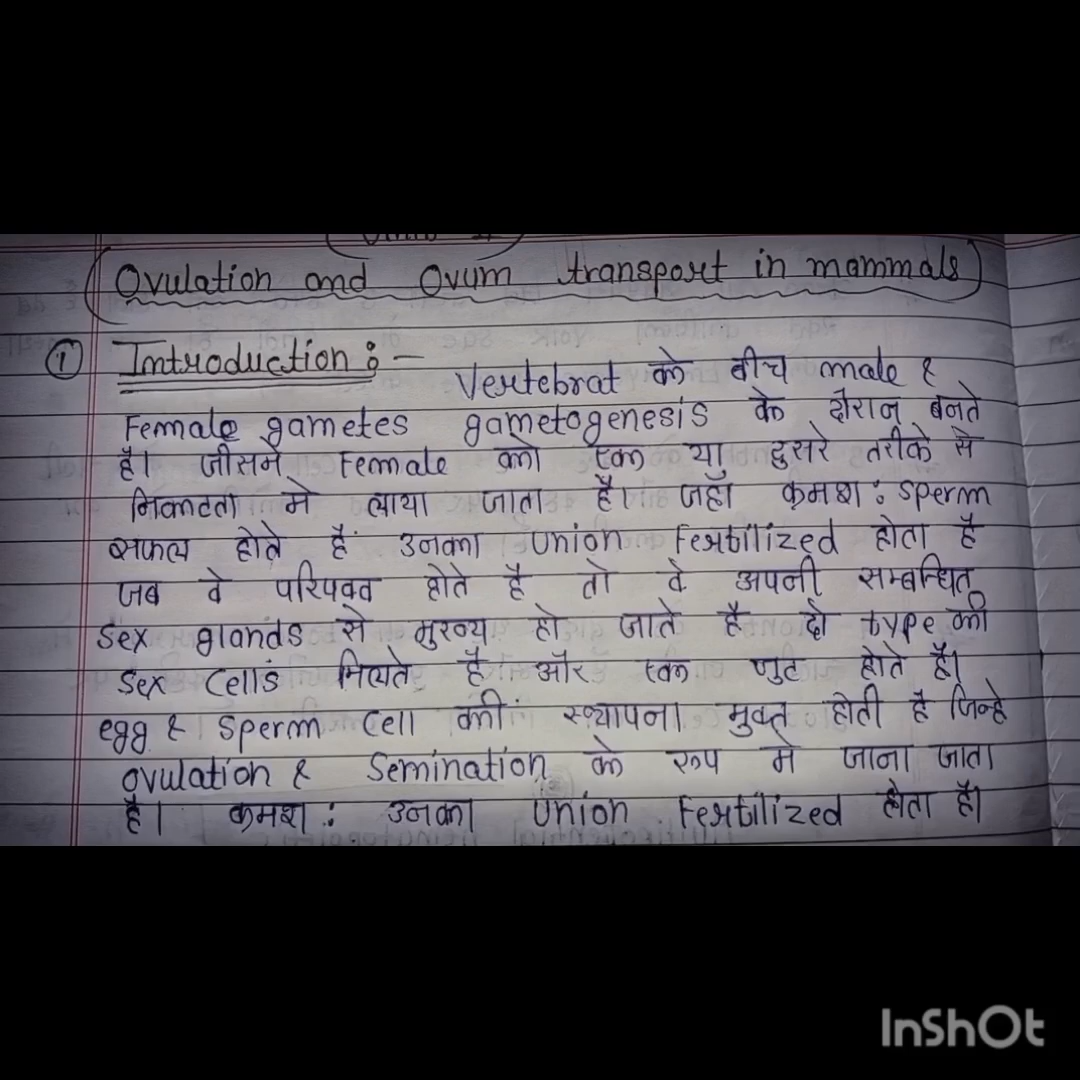 Ovulation and Ovum transport in mammals
① Introduction :- Vertebrat के बीच male &
Female gametes gametogenesis के दौरान बनते
है। जीसमे Female को एक या दुसरे तरीके से
निकटता मे लाया जाता है। जहाँ क्रमश : sperm
सफल होते है उनका Union Fertilized होता है
जब वे परिपक्व होते है तो वे अपनी सम्बन्धित
sex glands से मुख्य हो जाते है दो type की
sex cells मिलते है और एक जुट होते है।
egg & sperm cell की स्थापना मुक्त होती है जिन्हे
ovulation & Semination के रूप मे जाना जाता
है। क्रमश : उनका Union Fertilized होता है।
InShOt